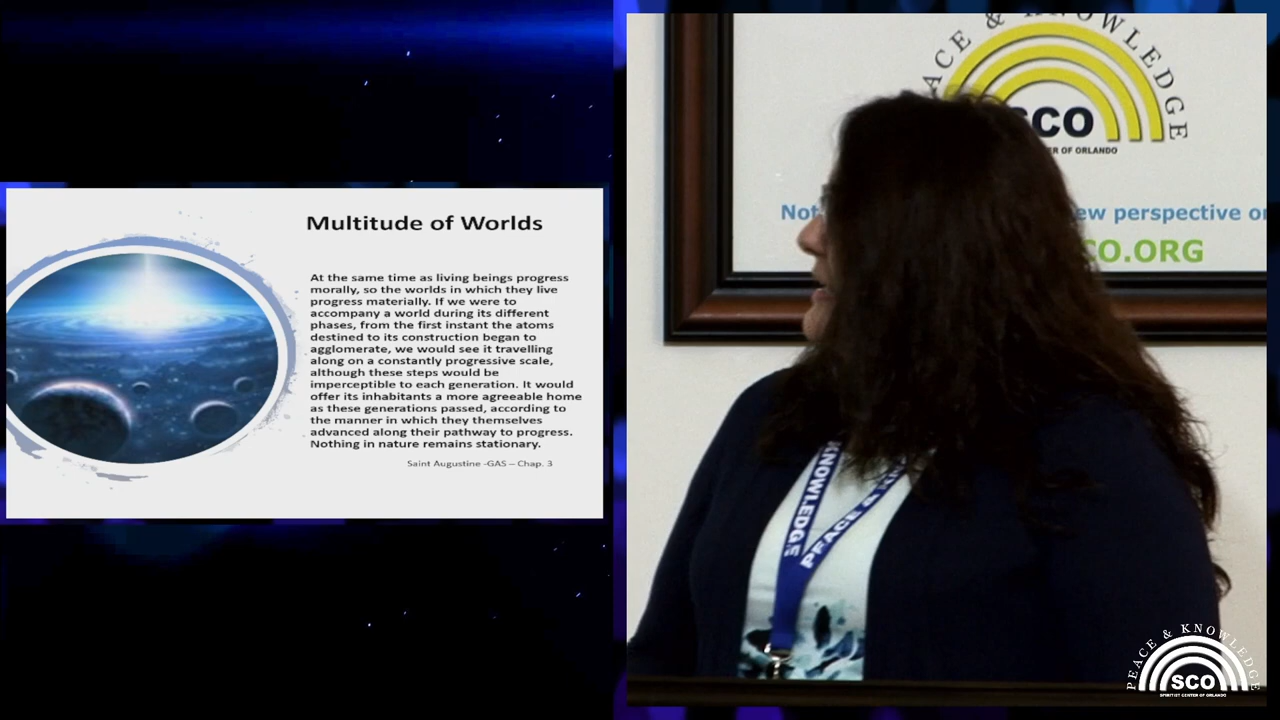 Multitude of Worlds
At the same time as living beings progress
morally, so the worlds in which they live
progress materially. If we were to
accompany a world during its different
phases, from the first instant the atoms
destined to its construction began to
agglomerate, we would see it travelling
along on a constantly progressive scale,
although these steps would be
imperceptible to each generation. It would
offer its inhabitants a more agreeable home
as these generations passed, according to
the manner in which they themselves
advanced along their pathway to progress.
Nothing in nature remains stationary.
Saint Augustine -GAS – Chap. 3
ACE & KNOWLEDGE
SCO
ER OF ORLANDO
Not
ew perspective o
CO.ORG
KNOWLEDGE
PEACE & KN
PEACE & KNOWLEDGE
SCO
SPIRITIST CENTER OF ORLANDO